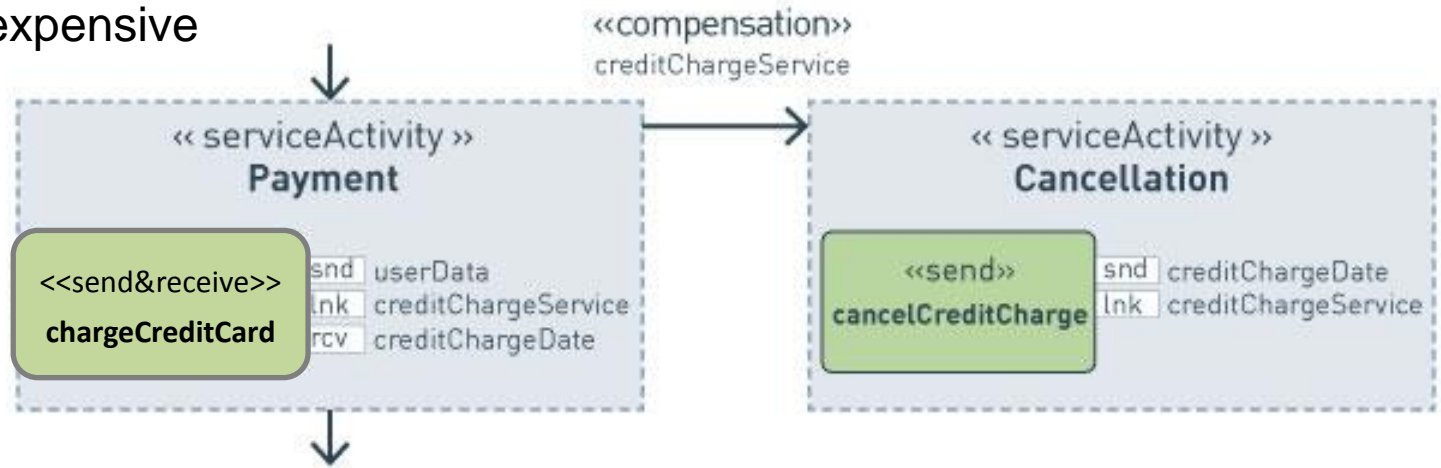 expensive
«compensation»
creditChargeService
« serviceActivity »
Payment
<<send&receive>>
chargeCreditCard
snd userData
lnk creditChargeService
rcv creditChargeDate
« serviceActivity »
Cancellation
«send»
cancelCreditCharge
snd creditChargeDate
lnk creditChargeService